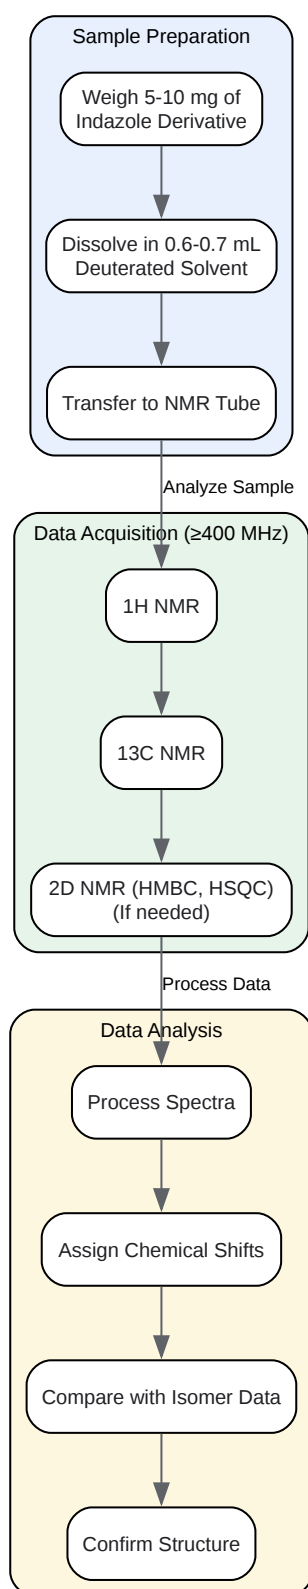 Sample Preparation
Weigh 5-10 mg of
Indazole Derivative
Dissolve in 0.6-0.7 mL
Deuterated Solvent
Transfer to NMR Tube
Analyze Sample
Data Acquisition (≥400 MHz)
1H NMR
13C NMR
2D NMR (HMBC, HSQC)
(If needed)
Process Data
Data Analysis
Process Spectra
Assign Chemical Shifts
Compare with Isomer Data
Confirm Structure